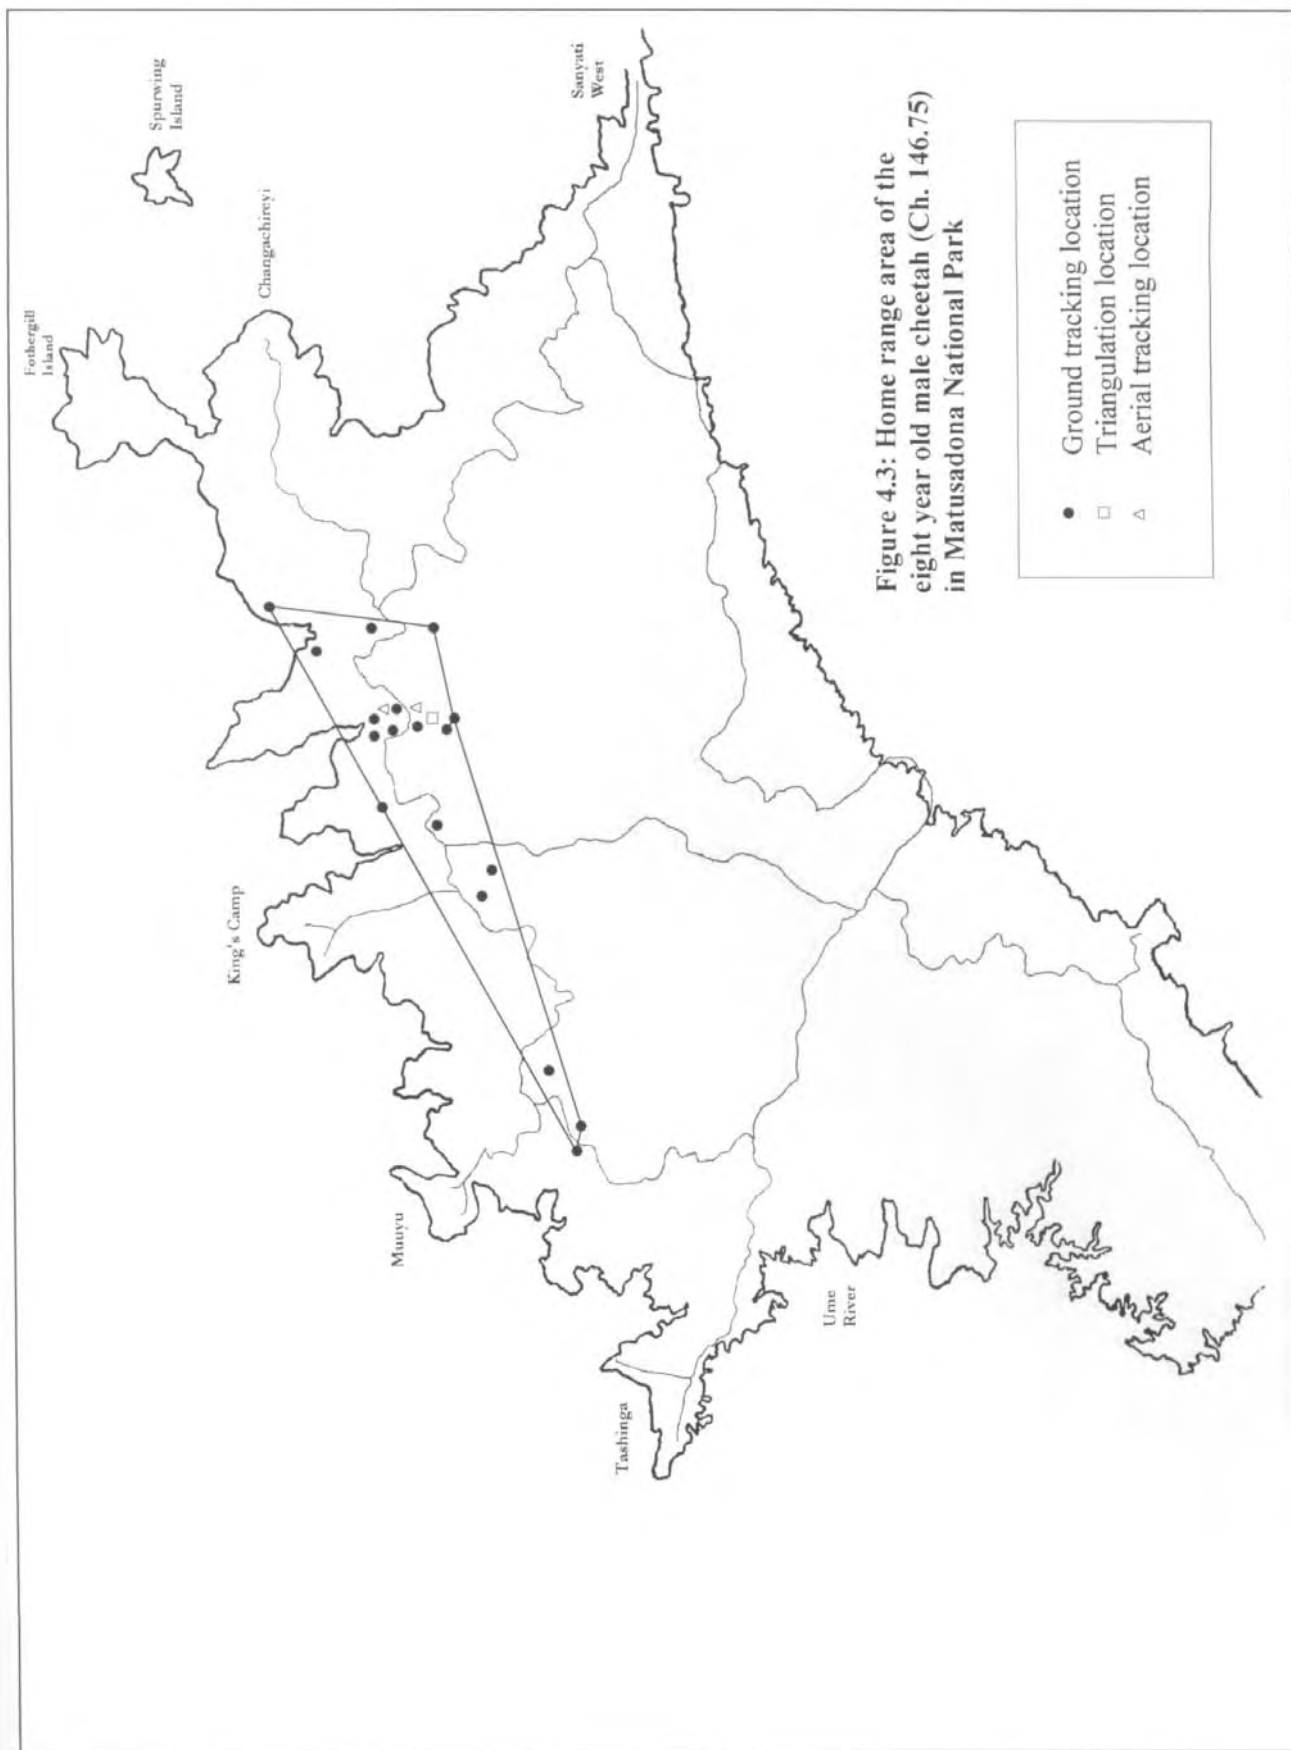 Fothergill
Island
Spurwing
Island
Changachireyi
Sanyati
West
King's Camp
Muuyu
Tashinga
Ume
River
Figure 4.3: Home range area of the
eight year old male cheetah (Ch. 146.75)
in Matusadona National Park
Ground tracking location
Triangulation location
Aerial tracking location